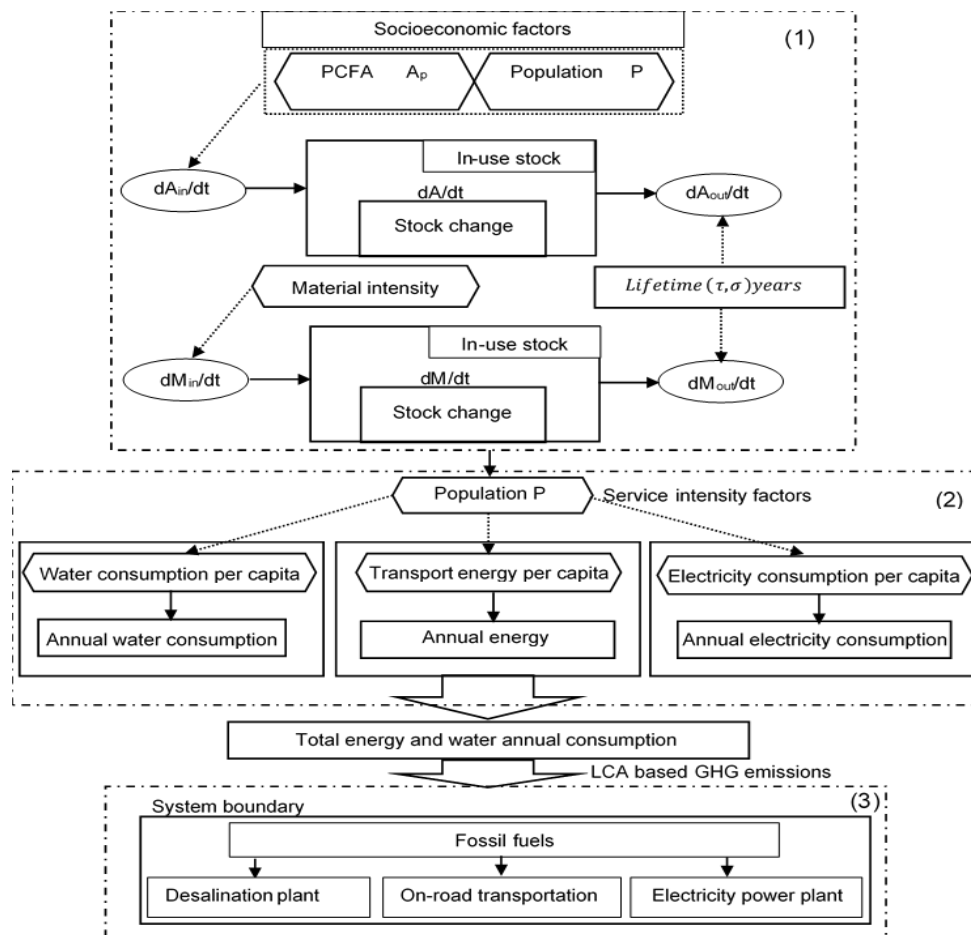 Socioeconomic factors
(1)
PCFA Aₚ
Population P
In-use stock
dAᵢₙ/dt
dA/dt
dAₒᵤₜ/dt
Stock change
Material intensity
Lifetime (τ,σ)years
In-use stock
dMᵢₙ/dt
dM/dt
dMₒᵤₜ/dt
Stock change
Population P
Service intensity factors
(2)
Water consumption per capita
Transport energy per capita
Electricity consumption per capita
Annual water consumption
Annual energy
Annual electricity consumption
Total energy and water annual consumption
LCA based GHG emissions
(3)
System boundary
Fossil fuels
Desalination plant
On-road transportation
Electricity power plant